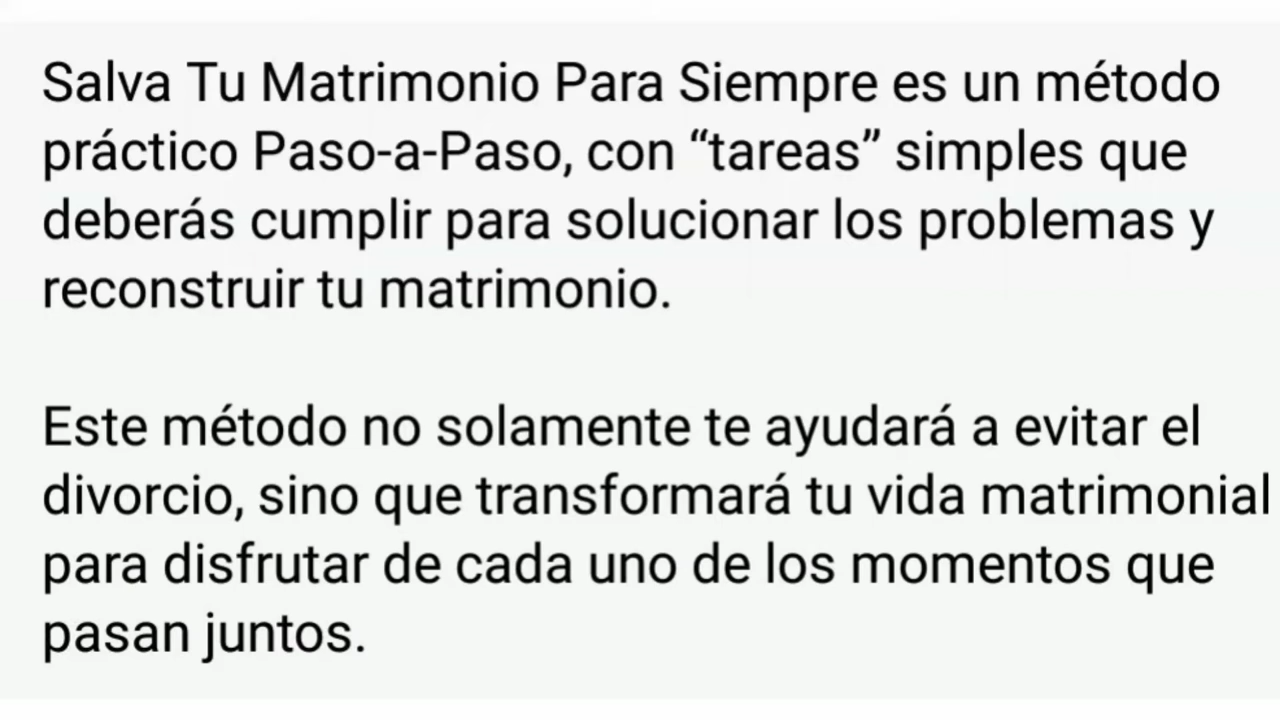 Salva Tu Matrimonio Para Siempre es un método
práctico Paso-a-Paso, con “tareas” simples que
deberás cumplir para solucionar los problemas y
reconstruir tu matrimonio.
Este método no solamente te ayudará a evitar el
divorcio, sino que transformará tu vida matrimonial
para disfrutar de cada uno de los momentos que
pasan juntos.